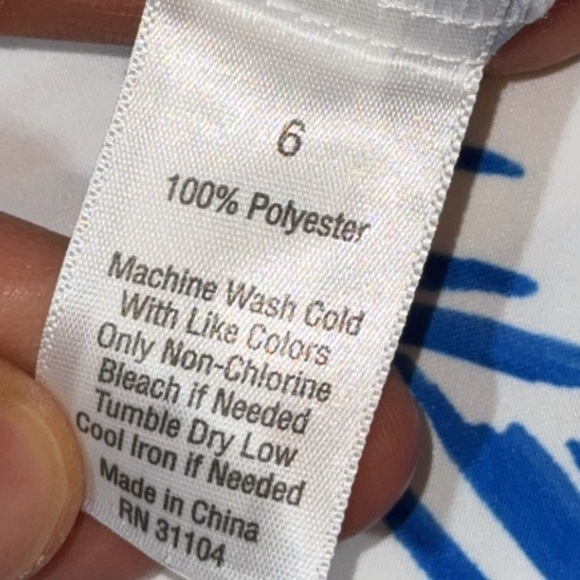 6
100% Polyester
Machine Wash Cold
With Like Colors
Only Non-Chlorine
Bleach if Needed
Tumble Dry Low
Cool Iron if Needed
Made in China
RN 31104